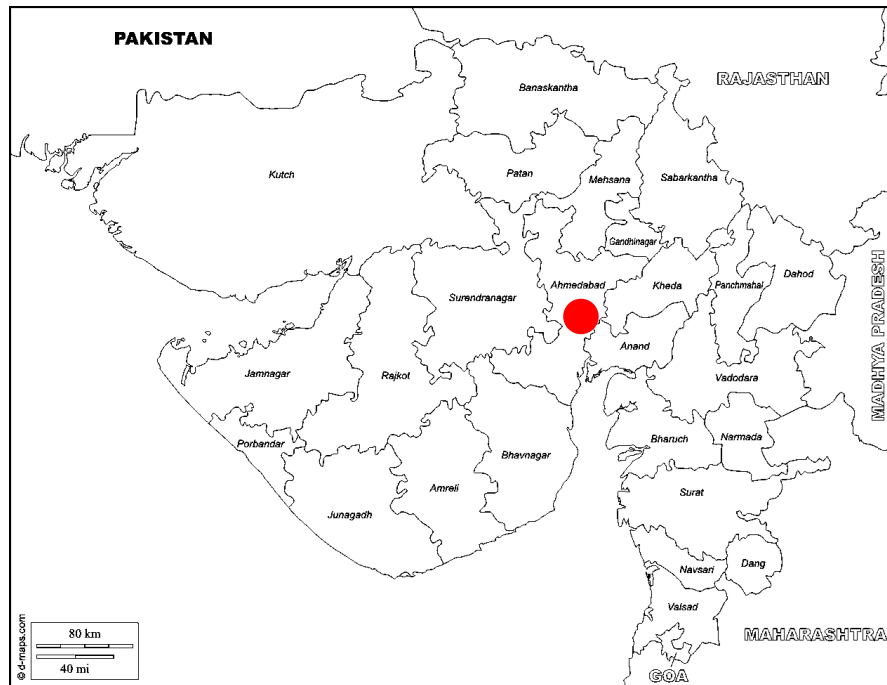 PAKISTAN
RAJASTHAN
Banaskantha
Kutch
Patan
Mehsana
Sabarkantha
Gandhinagar
Ahmedabad
Kheda
Panchmahal
Dahod
Surendranagar
MADHYA PRADESH
Anand
Jamnagar
Rajkot
Vadodara
Porbandar
Bharuch
Narmada
Bhavnagar
Amreli
Surat
Junagadh
Dang
Navsari
Valsad
MAHARASHTRA
GOA
80 km
40 mi
© d-maps.com